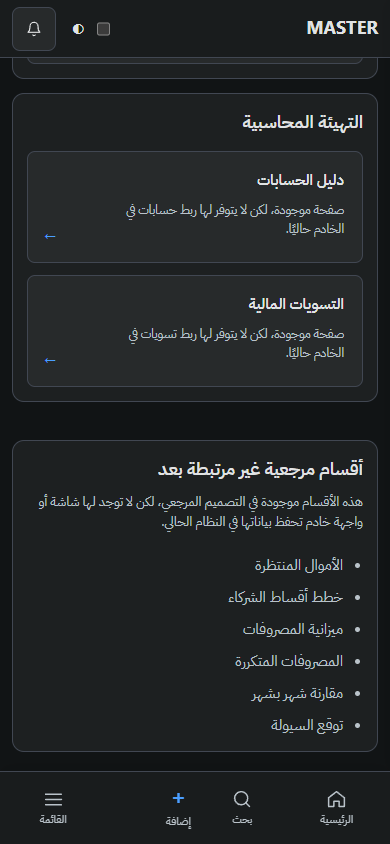 MASTER
التهيئة المحاسبية
دليل الحسابات
صفحة موجودة، لكن لا يتوفر لها ربط حسابات في
الخادم حاليًا.
←
التسويات المالية
صفحة موجودة، لكن لا يتوفر لها ربط تسويات في
الخادم حاليًا.
←
أقسام مرجعية غير مرتبطة بعد
هذه الأقسام موجودة في التصميم المرجعي، لكن لا توجد لها شاشة أو
واجهة خادم تحفظ بياناتها في النظام الحالي.
• الأموال المنتظرة
• خطط أقساط الشركاء
• ميزانية المصروفات
• المصروفات المتكررة
• مقارنة شهر بشهر
• توقع السيولة
الرئيسية
بحث
إضافة
القائمة